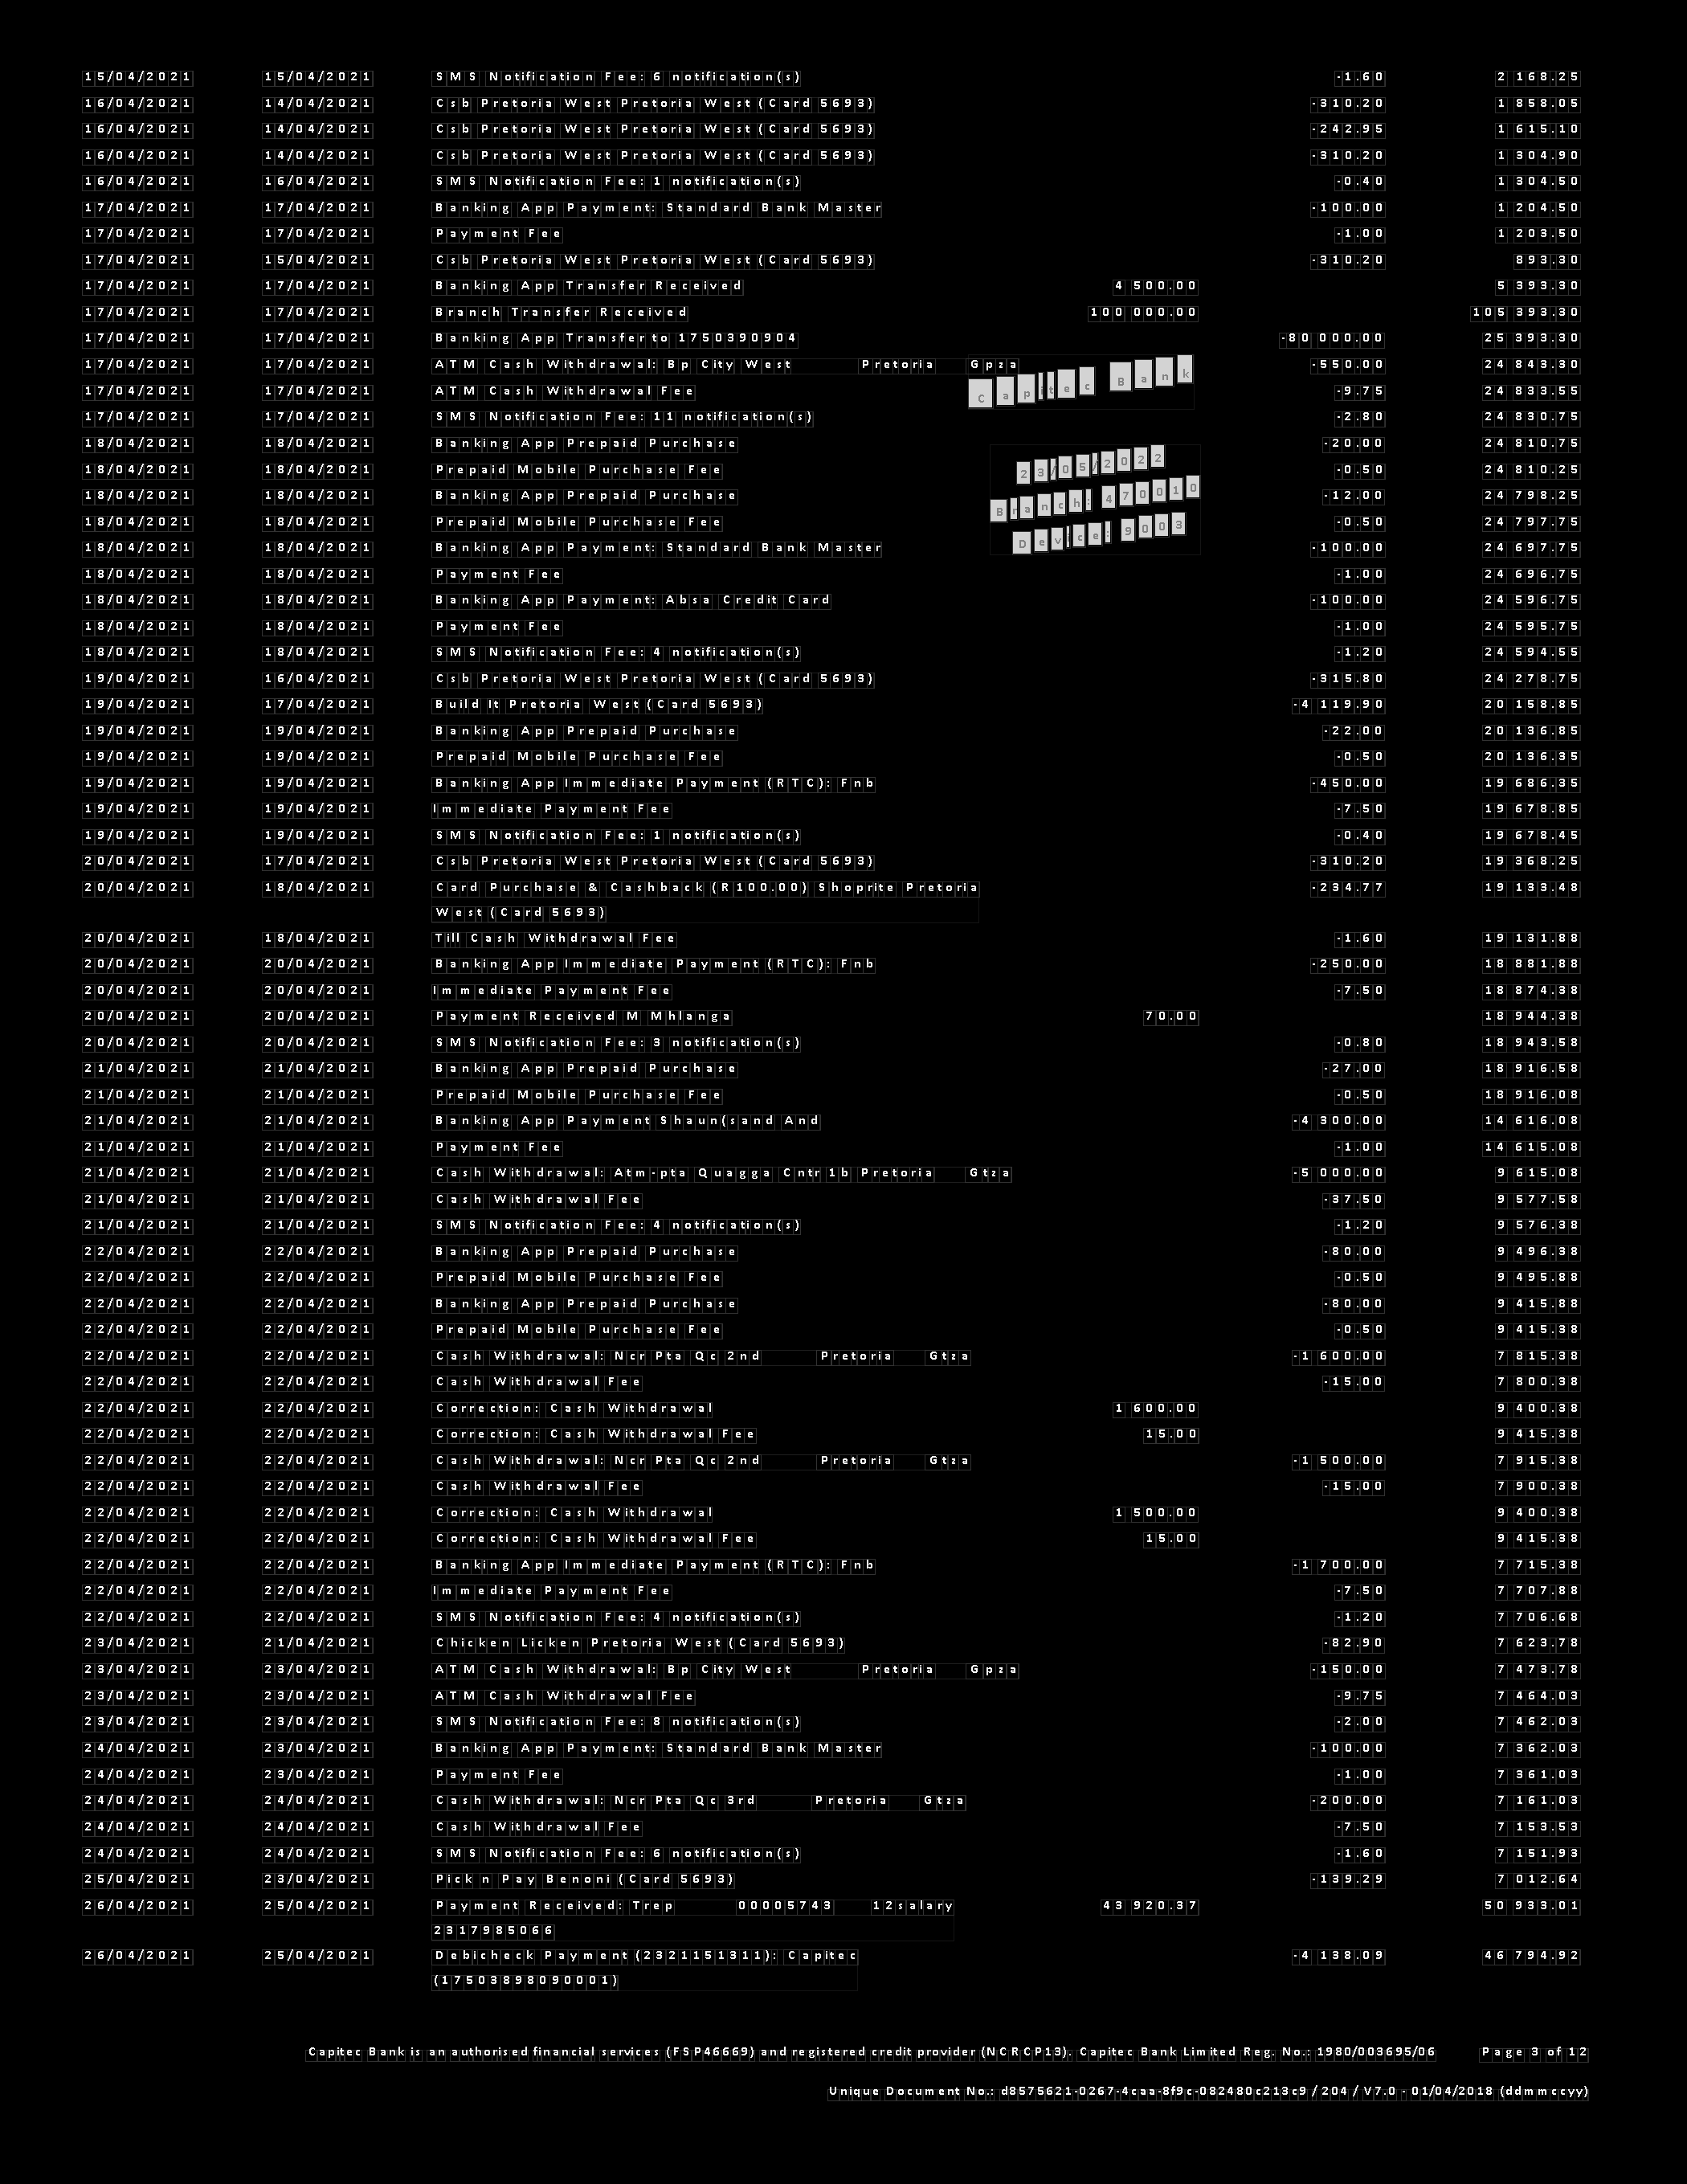 15/04/2021 15/04/2021 SMS Notification Fee: 6 notification(s) -1.60 2 168.25
16/04/2021 14/04/2021 Csb Pretoria West Pretoria West (Card 5693) -310.20 1 858.05
16/04/2021 14/04/2021 Csb Pretoria West Pretoria West (Card 5693) -242.95 1 615.10
16/04/2021 14/04/2021 Csb Pretoria West Pretoria West (Card 5693) -310.20 1 304.90
16/04/2021 16/04/2021 SMS Notification Fee: 1 notification(s) -0.40 1 304.50
17/04/2021 17/04/2021 Banking App Payment: Standard Bank Master -100.00 1 204.50
17/04/2021 17/04/2021 Payment Fee -1.00 1 203.50
17/04/2021 15/04/2021 Csb Pretoria West Pretoria West (Card 5693) -310.20 893.30
17/04/2021 17/04/2021 Banking App Transfer Received 4 500.00 5 393.30
17/04/2021 17/04/2021 Branch Transfer Received 100 000.00 105 393.30
17/04/2021 17/04/2021 Banking App Transfer to 1750390904 -80 000.00 25 393.30
17/04/2021 17/04/2021 ATM Cash Withdrawal: Bp City West Pretoria Gpza -550.00 24 843.30
Capitec Bank
17/04/2021 17/04/2021 ATM Cash Withdrawal Fee -9.75 24 833.55
17/04/2021 17/04/2021 SMS Notification Fee: 11 notification(s) -2.80 24 830.75
18/04/2021 18/04/2021 Banking App Prepaid Purchase -20.00 24 810.75
23/05/2022
18/04/2021 18/04/2021 Prepaid Mobile Purchase Fee -0.50 24 810.25
18/04/2021 18/04/2021 Banking App Prepaid Purchase -12.00 24 798.25
Branch: 470010
18/04/2021 18/04/2021 Prepaid Mobile Purchase Fee -0.50 24 797.75
Device: 9003
18/04/2021 18/04/2021 Banking App Payment: Standard Bank Master -100.00 24 697.75
18/04/2021 18/04/2021 Payment Fee -1.00 24 696.75
18/04/2021 18/04/2021 Banking App Payment: Absa Credit Card -100.00 24 596.75
18/04/2021 18/04/2021 Payment Fee -1.00 24 595.75
18/04/2021 18/04/2021 SMS Notification Fee: 4 notification(s) -1.20 24 594.55
19/04/2021 16/04/2021 Csb Pretoria West Pretoria West (Card 5693) -315.80 24 278.75
19/04/2021 17/04/2021 Build It Pretoria West (Card 5693) -4 119.90 20 158.85
19/04/2021 19/04/2021 Banking App Prepaid Purchase -22.00 20 136.85
19/04/2021 19/04/2021 Prepaid Mobile Purchase Fee -0.50 20 136.35
19/04/2021 19/04/2021 Banking App Immediate Payment (RTC): Fnb -450.00 19 686.35
19/04/2021 19/04/2021 Immediate Payment Fee -7.50 19 678.85
19/04/2021 19/04/2021 SMS Notification Fee: 1 notification(s) -0.40 19 678.45
20/04/2021 17/04/2021 Csb Pretoria West Pretoria West (Card 5693) -310.20 19 368.25
20/04/2021 18/04/2021 Card Purchase & Cashback (R100.00) Shoprite Pretoria -234.77 19 133.48
West (Card 5693)
20/04/2021 18/04/2021 Till Cash Withdrawal Fee -1.60 19 131.88
20/04/2021 20/04/2021 Banking App Immediate Payment (RTC): Fnb -250.00 18 881.88
20/04/2021 20/04/2021 Immediate Payment Fee -7.50 18 874.38
20/04/2021 20/04/2021 Payment Received M Mhlanga 70.00 18 944.38
20/04/2021 20/04/2021 SMS Notification Fee: 3 notification(s) -0.80 18 943.58
21/04/2021 21/04/2021 Banking App Prepaid Purchase -27.00 18 916.58
21/04/2021 21/04/2021 Prepaid Mobile Purchase Fee -0.50 18 916.08
21/04/2021 21/04/2021 Banking App Payment Shaun(sand And -4 300.00 14 616.08
21/04/2021 21/04/2021 Payment Fee -1.00 14 615.08
21/04/2021 21/04/2021 Cash Withdrawal: Atm-pta Quagga Cntr 1b Pretoria Gtza -5 000.00 9 615.08
21/04/2021 21/04/2021 Cash Withdrawal Fee -37.50 9 577.58
21/04/2021 21/04/2021 SMS Notification Fee: 4 notification(s) -1.20 9 576.38
22/04/2021 22/04/2021 Banking App Prepaid Purchase -80.00 9 496.38
22/04/2021 22/04/2021 Prepaid Mobile Purchase Fee -0.50 9 495.88
22/04/2021 22/04/2021 Banking App Prepaid Purchase -80.00 9 415.88
22/04/2021 22/04/2021 Prepaid Mobile Purchase Fee -0.50 9 415.38
22/04/2021 22/04/2021 Cash Withdrawal: Ncr Pta Qc 2nd Pretoria Gtza -1 600.00 7 815.38
22/04/2021 22/04/2021 Cash Withdrawal Fee -15.00 7 800.38
22/04/2021 22/04/2021 Correction: Cash Withdrawal 1 600.00 9 400.38
22/04/2021 22/04/2021 Correction: Cash Withdrawal Fee 15.00 9 415.38
22/04/2021 22/04/2021 Cash Withdrawal: Ncr Pta Qc 2nd Pretoria Gtza -1 500.00 7 915.38
22/04/2021 22/04/2021 Cash Withdrawal Fee -15.00 7 900.38
22/04/2021 22/04/2021 Correction: Cash Withdrawal 1 500.00 9 400.38
22/04/2021 22/04/2021 Correction: Cash Withdrawal Fee 15.00 9 415.38
22/04/2021 22/04/2021 Banking App Immediate Payment (RTC): Fnb -1 700.00 7 715.38
22/04/2021 22/04/2021 Immediate Payment Fee -7.50 7 707.88
22/04/2021 22/04/2021 SMS Notification Fee: 4 notification(s) -1.20 7 706.68
23/04/2021 21/04/2021 Chicken Licken Pretoria West (Card 5693) -82.90 7 623.78
23/04/2021 23/04/2021 ATM Cash Withdrawal: Bp City West Pretoria Gpza -150.00 7 473.78
23/04/2021 23/04/2021 ATM Cash Withdrawal Fee -9.75 7 464.03
23/04/2021 23/04/2021 SMS Notification Fee: 8 notification(s) -2.00 7 462.03
24/04/2021 23/04/2021 Banking App Payment: Standard Bank Master -100.00 7 362.03
24/04/2021 23/04/2021 Payment Fee -1.00 7 361.03
24/04/2021 24/04/2021 Cash Withdrawal: Ncr Pta Qc 3rd Pretoria Gtza -200.00 7 161.03
24/04/2021 24/04/2021 Cash Withdrawal Fee -7.50 7 153.53
24/04/2021 24/04/2021 SMS Notification Fee: 6 notification(s) -1.60 7 151.93
25/04/2021 23/04/2021 Pick n Pay Benoni (Card 5693) -139.29 7 012.64
26/04/2021 25/04/2021 Payment Received: Trep 00005743 12salary 43 920.37 50 933.01
2317985066
26/04/2021 25/04/2021 Debicheck Payment (2321151311): Capitec -4 138.09 46 794.92
(17503898090001)
Capitec Bank is an authorised financial services (FSP46669) and registered credit provider (NCRCP13). Capitec Bank Limited Reg. No.: 1980/003695/06 Page 3 of 12
Unique Document No.: d8575621-0267-4caa-8f9c-082480c213c9 / 204 / V7.0 - 01/04/2018 (ddmmccyy)